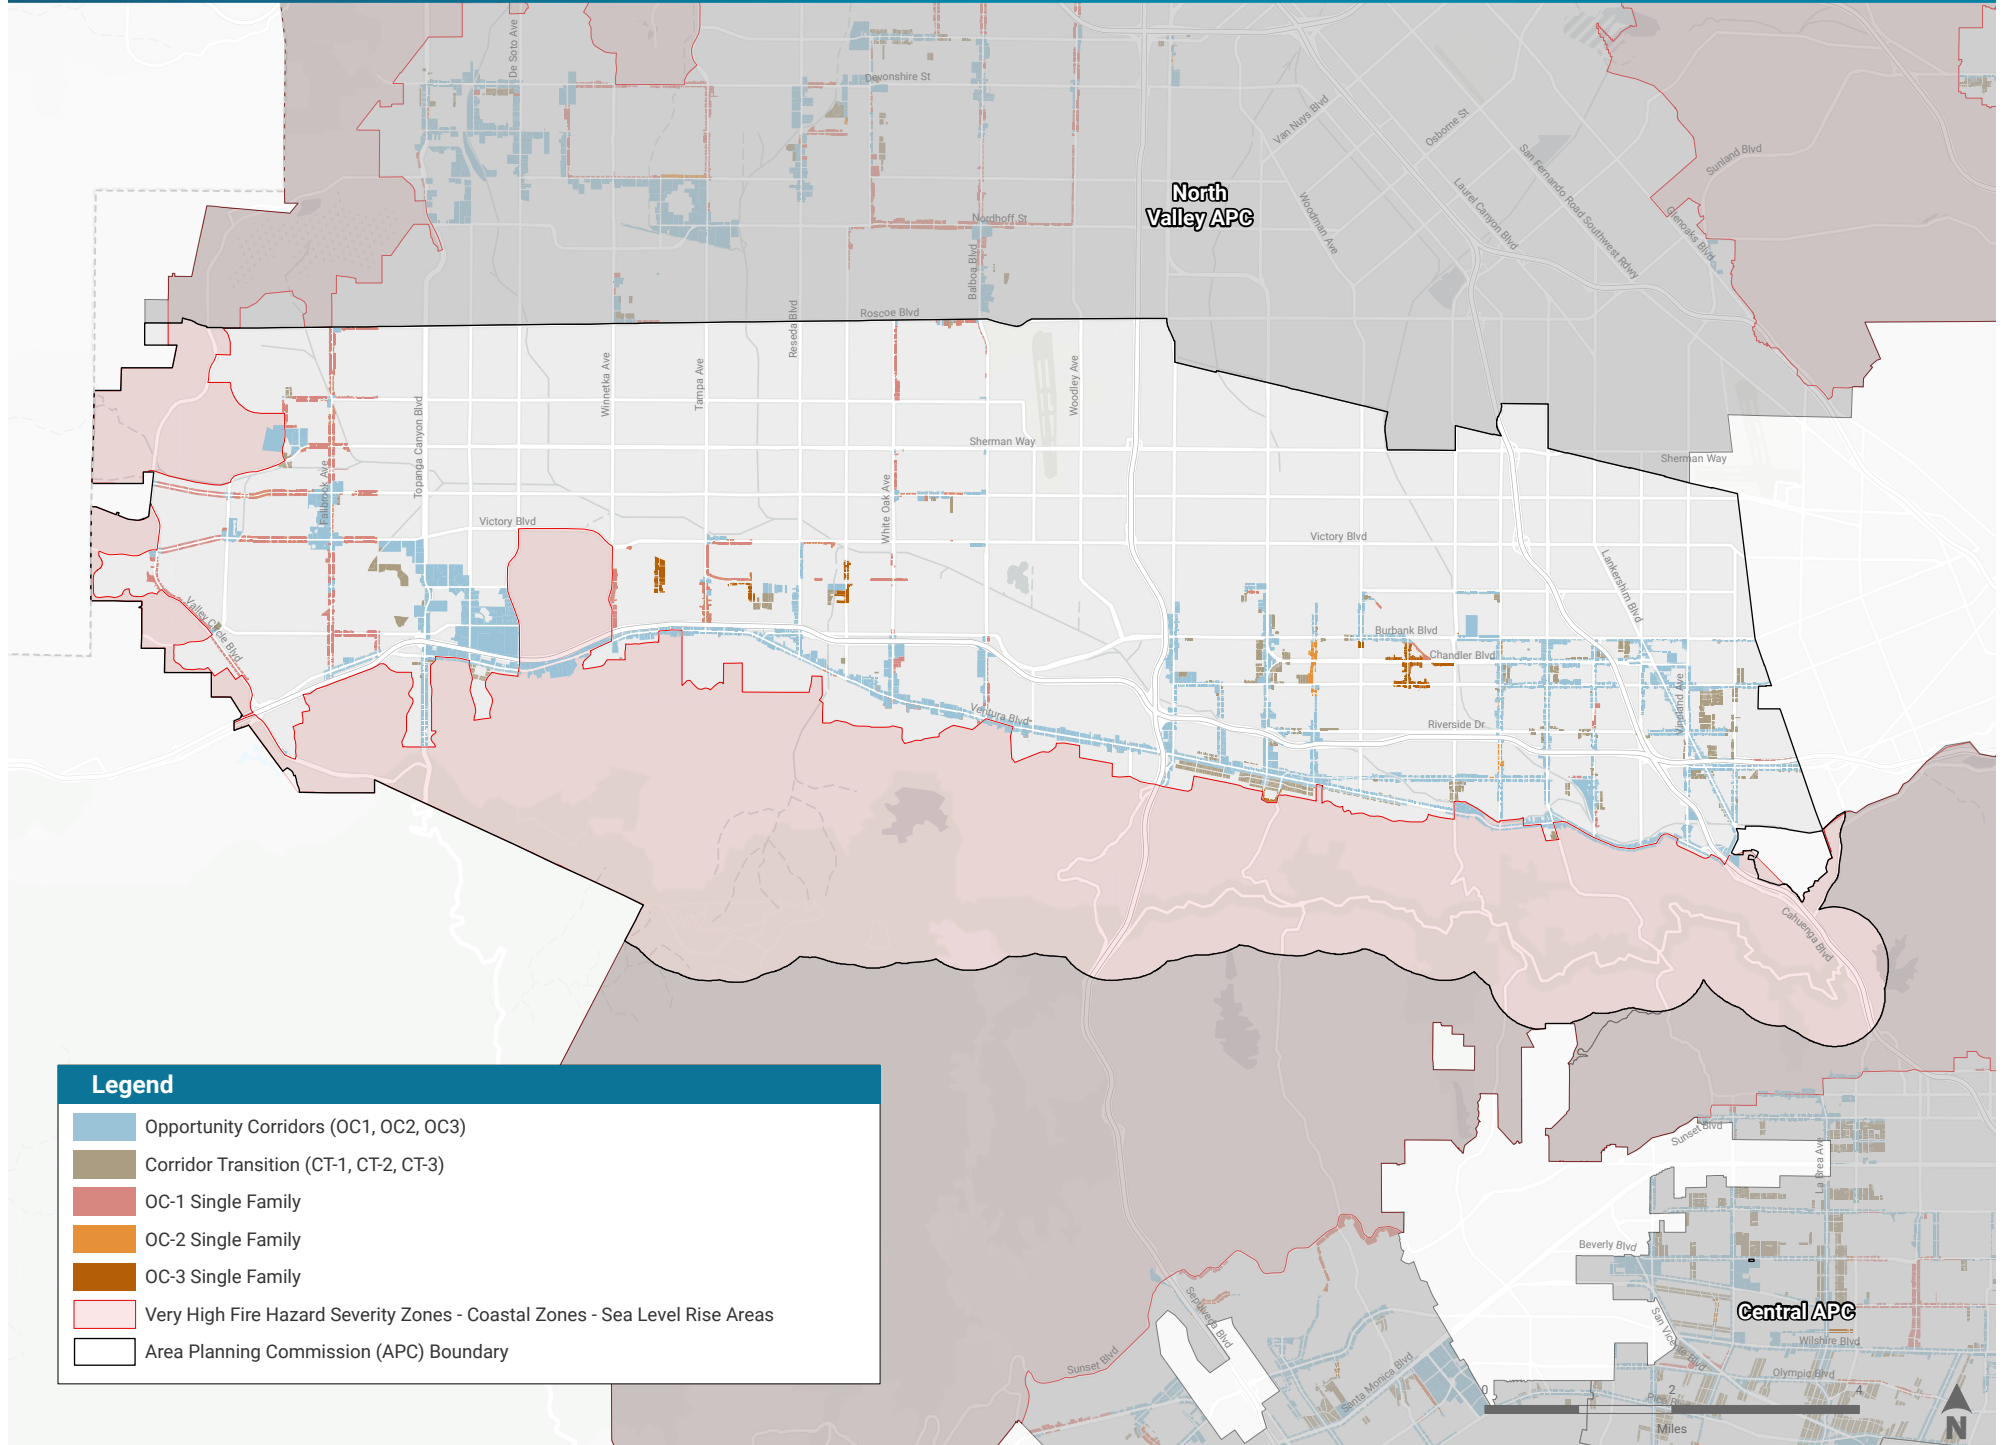 De Soto Ave
Devonshire St
Van Nuys Blvd
Osborne St
San Fernando Road Southwest Rdwy
Sunland Blvd
Laurel Canyon Blvd
Woodman Ave
Glenoaks Blvd
North
Valley APC
Nordhoff St
Balboa Blvd
Reseda Blvd
Roscoe Blvd
Winnetka Ave
Tampa Ave
Woodley Ave
Topanga Canyon Blvd
Sherman Way
Sherman Way
Fallbrook Ave
White Oak Ave
Victory Blvd
Victory Blvd
Lankershim Blvd
Valley Circle Blvd
Burbank Blvd
Chandler Blvd
Vineland Ave
Ventura Blvd
Riverside Dr
Cahuenga Blvd
Legend
Opportunity Corridors (OC1, OC2, OC3)
Corridor Transition (CT-1, CT-2, CT-3)
OC-1 Single Family
OC-2 Single Family
OC-3 Single Family
Very High Fire Hazard Severity Zones - Coastal Zones - Sea Level Rise Areas
Area Planning Commission (APC) Boundary
Sunset Blvd
La Brea Ave
Beverly Blvd
Central APC
San Vicente Blvd
Wilshire Blvd
Sepulveda Blvd
Sunset Blvd
Santa Monica Blvd
Olympic Blvd
0 2 4
Miles
N